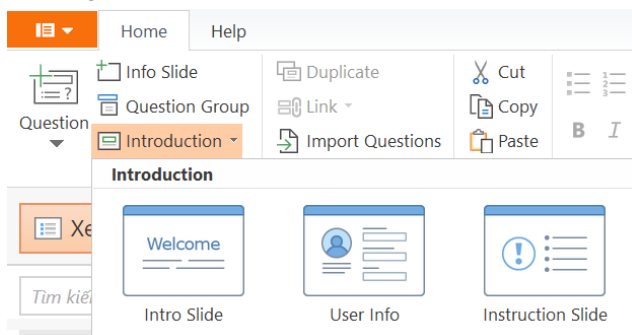 Home Help
Info Slide Duplicate Cut
Question Group Link Copy
Question
Introduction Import Questions Paste B I
Introduction
Welcome
Intro Slide User Info Instruction Slide
Xe
Tìm kiế